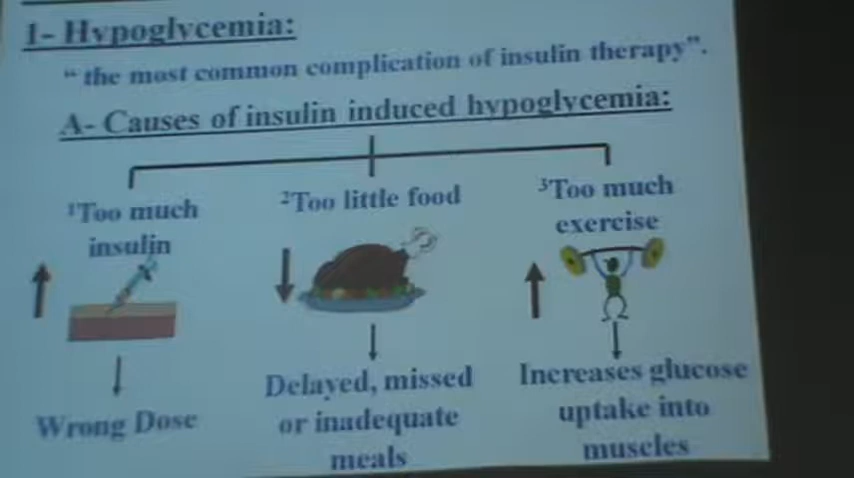 1- Hypoglycemia:
“ the most common complication of insulin therapy”.
A- Causes of insulin induced hypoglycemia:
¹Too much
insulin
²Too little food
³Too much
exercise
Wrong Dose
Delayed, missed
or inadequate
meals
Increases glucose
uptake into
muscles